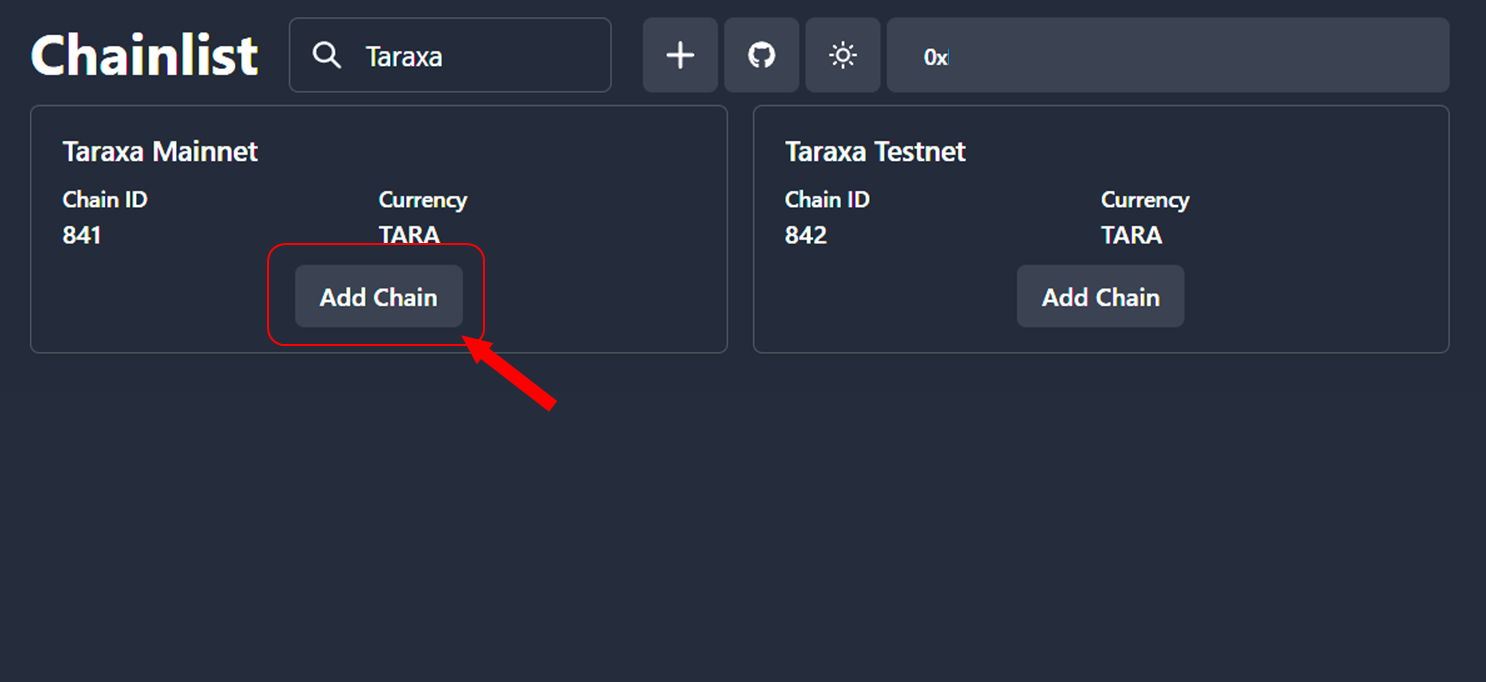 Chainlist
Taraxa
0x
Taraxa Mainnet
Chain ID
Currency
841
TARA
Add Chain
Taraxa Testnet
Chain ID
Currency
842
TARA
Add Chain